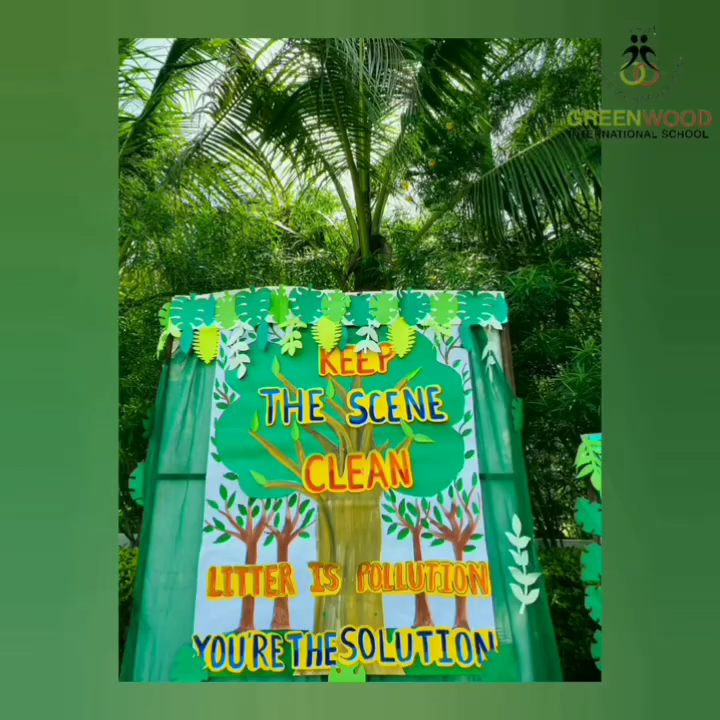 GREENWOOD
INTERNATIONAL SCHOOL
KEEP
THE SCENE
CLEAN
LITTER IS POLLUTION
YOU'RE THE SOLUTION